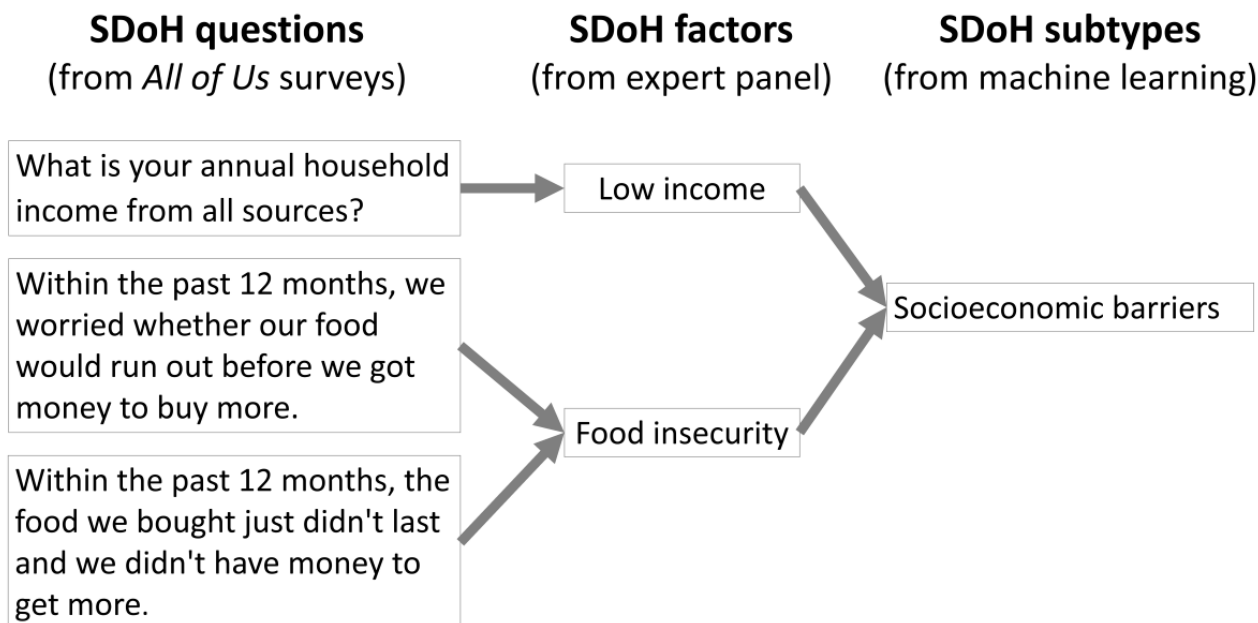 SDoH questions
(from All of Us surveys)
SDoH factors
(from expert panel)
SDoH subtypes
(from machine learning)
What is your annual household
income from all sources?
Within the past 12 months, we
worried whether our food
would run out before we got
money to buy more.
Within the past 12 months, the
food we bought just didn't last
and we didn't have money to
get more.
Low income
Food insecurity
Socioeconomic barriers